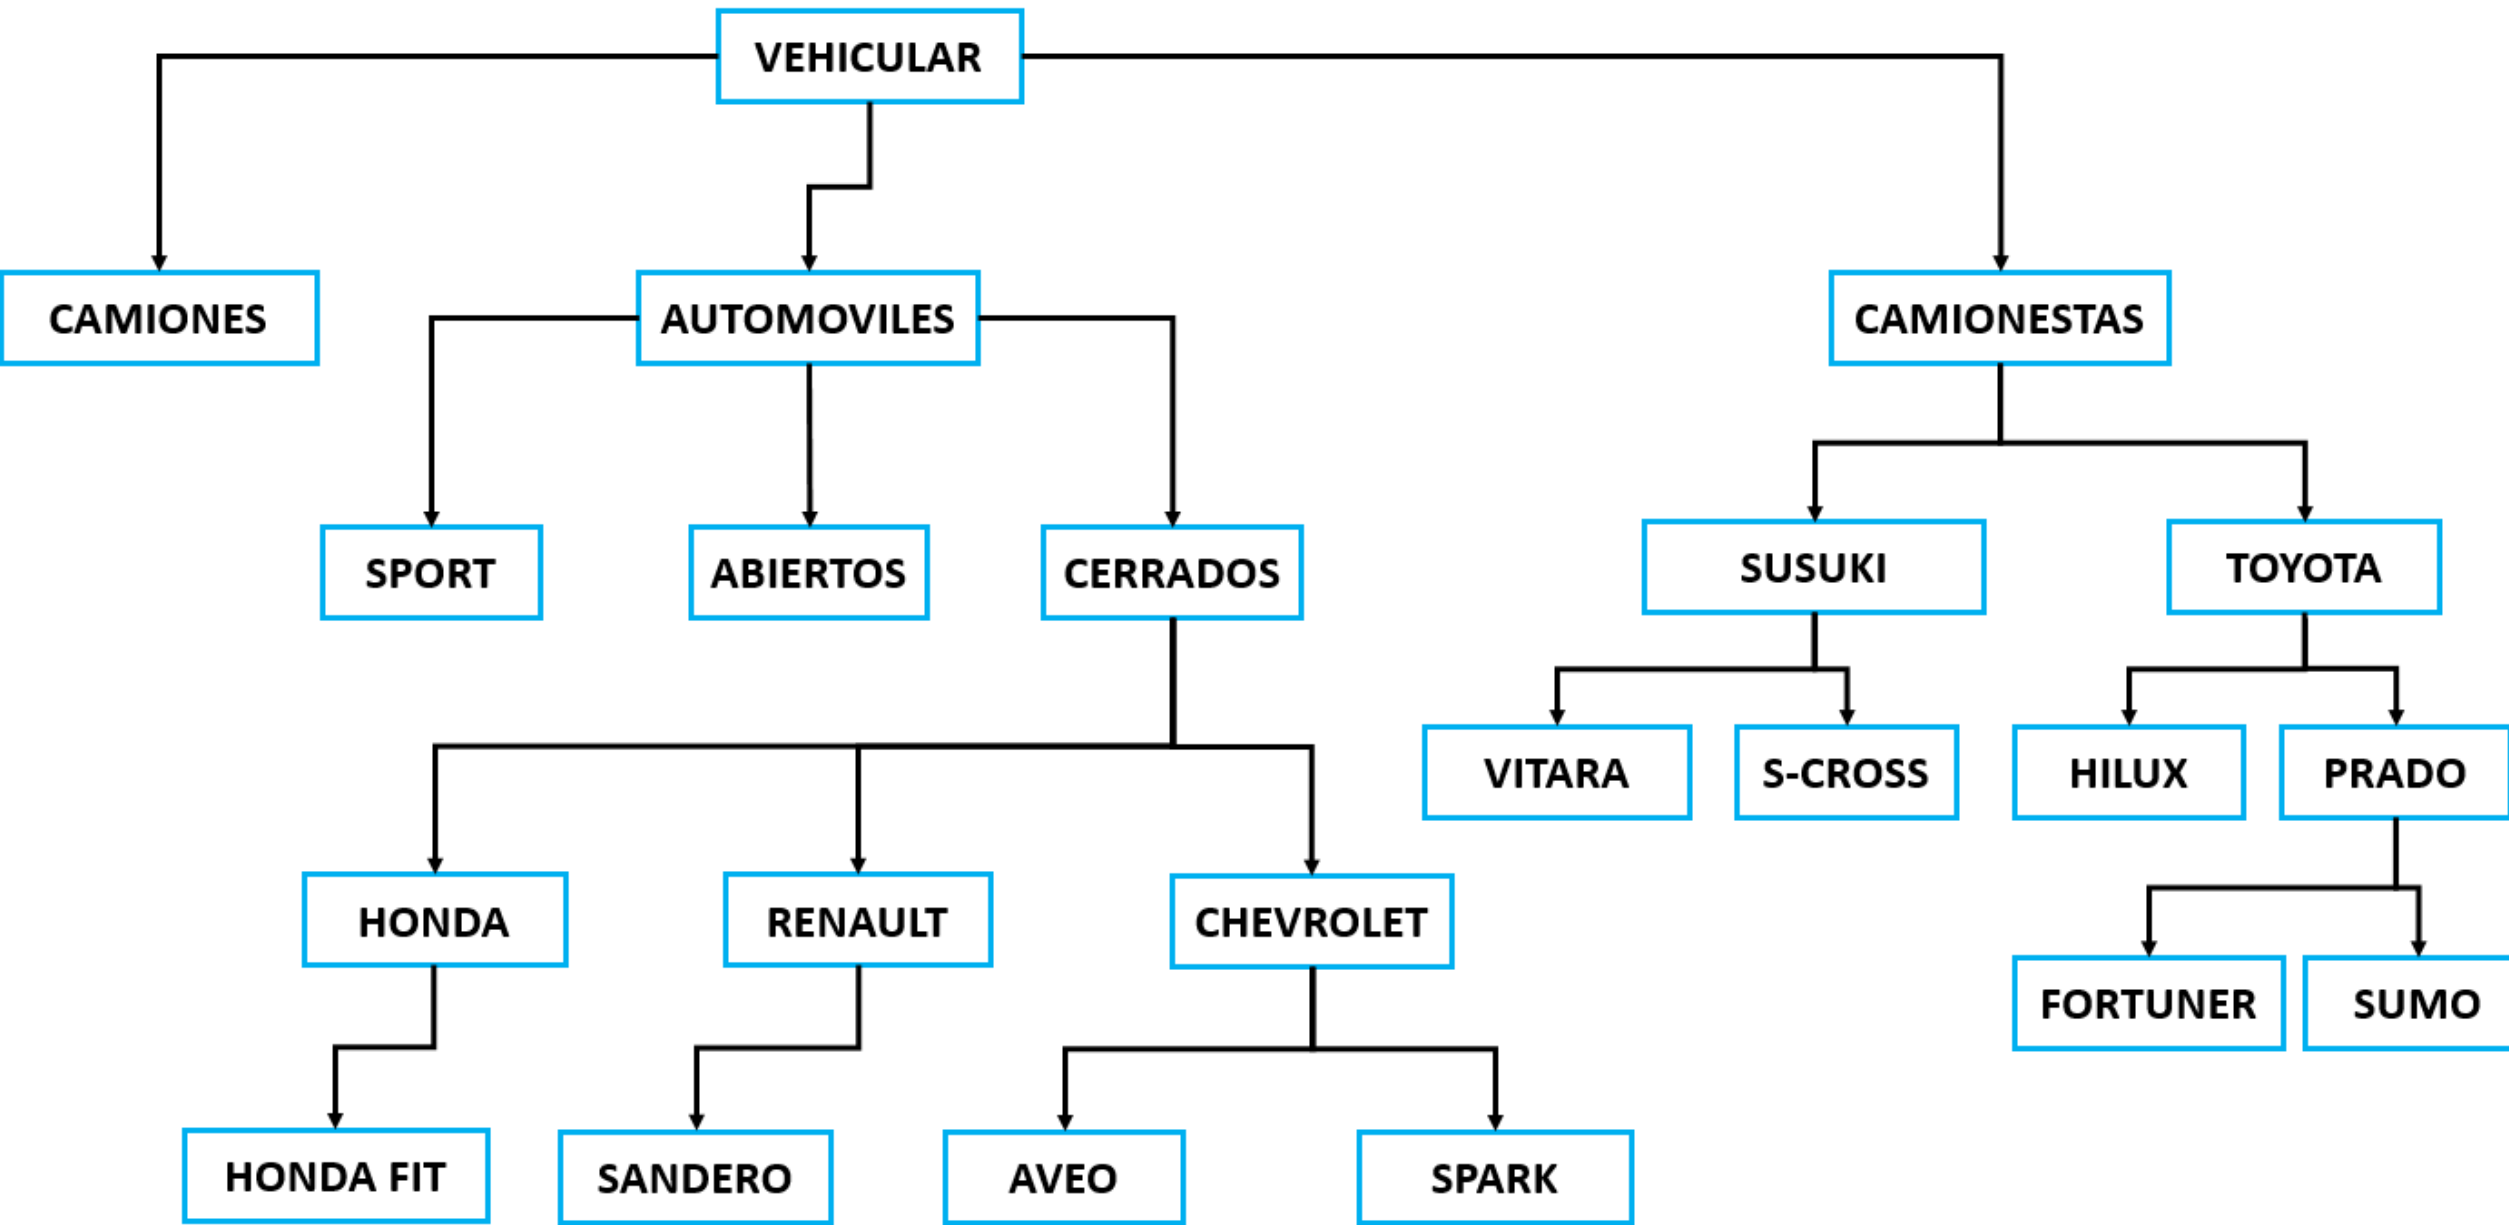 VEHICULAR
CAMIONES
AUTOMOVILES
CAMIONESTAS
SPORT
ABIERTOS
CERRADOS
SUSUKI
TOYOTA
VITARA
S-CROSS
HILUX
PRADO
HONDA
RENAULT
CHEVROLET
FORTUNER
SUMO
HONDA FIT
SANDERO
AVEO
SPARK